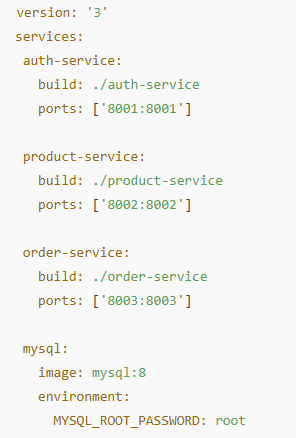 version: '3'
services:
 auth-service:
   build: ./auth-service
   ports: ['8001:8001']

 product-service:
   build: ./product-service
   ports: ['8002:8002']

 order-service:
   build: ./order-service
   ports: ['8003:8003']

 mysql:
   image: mysql:8
   environment:
     MYSQL_ROOT_PASSWORD: root